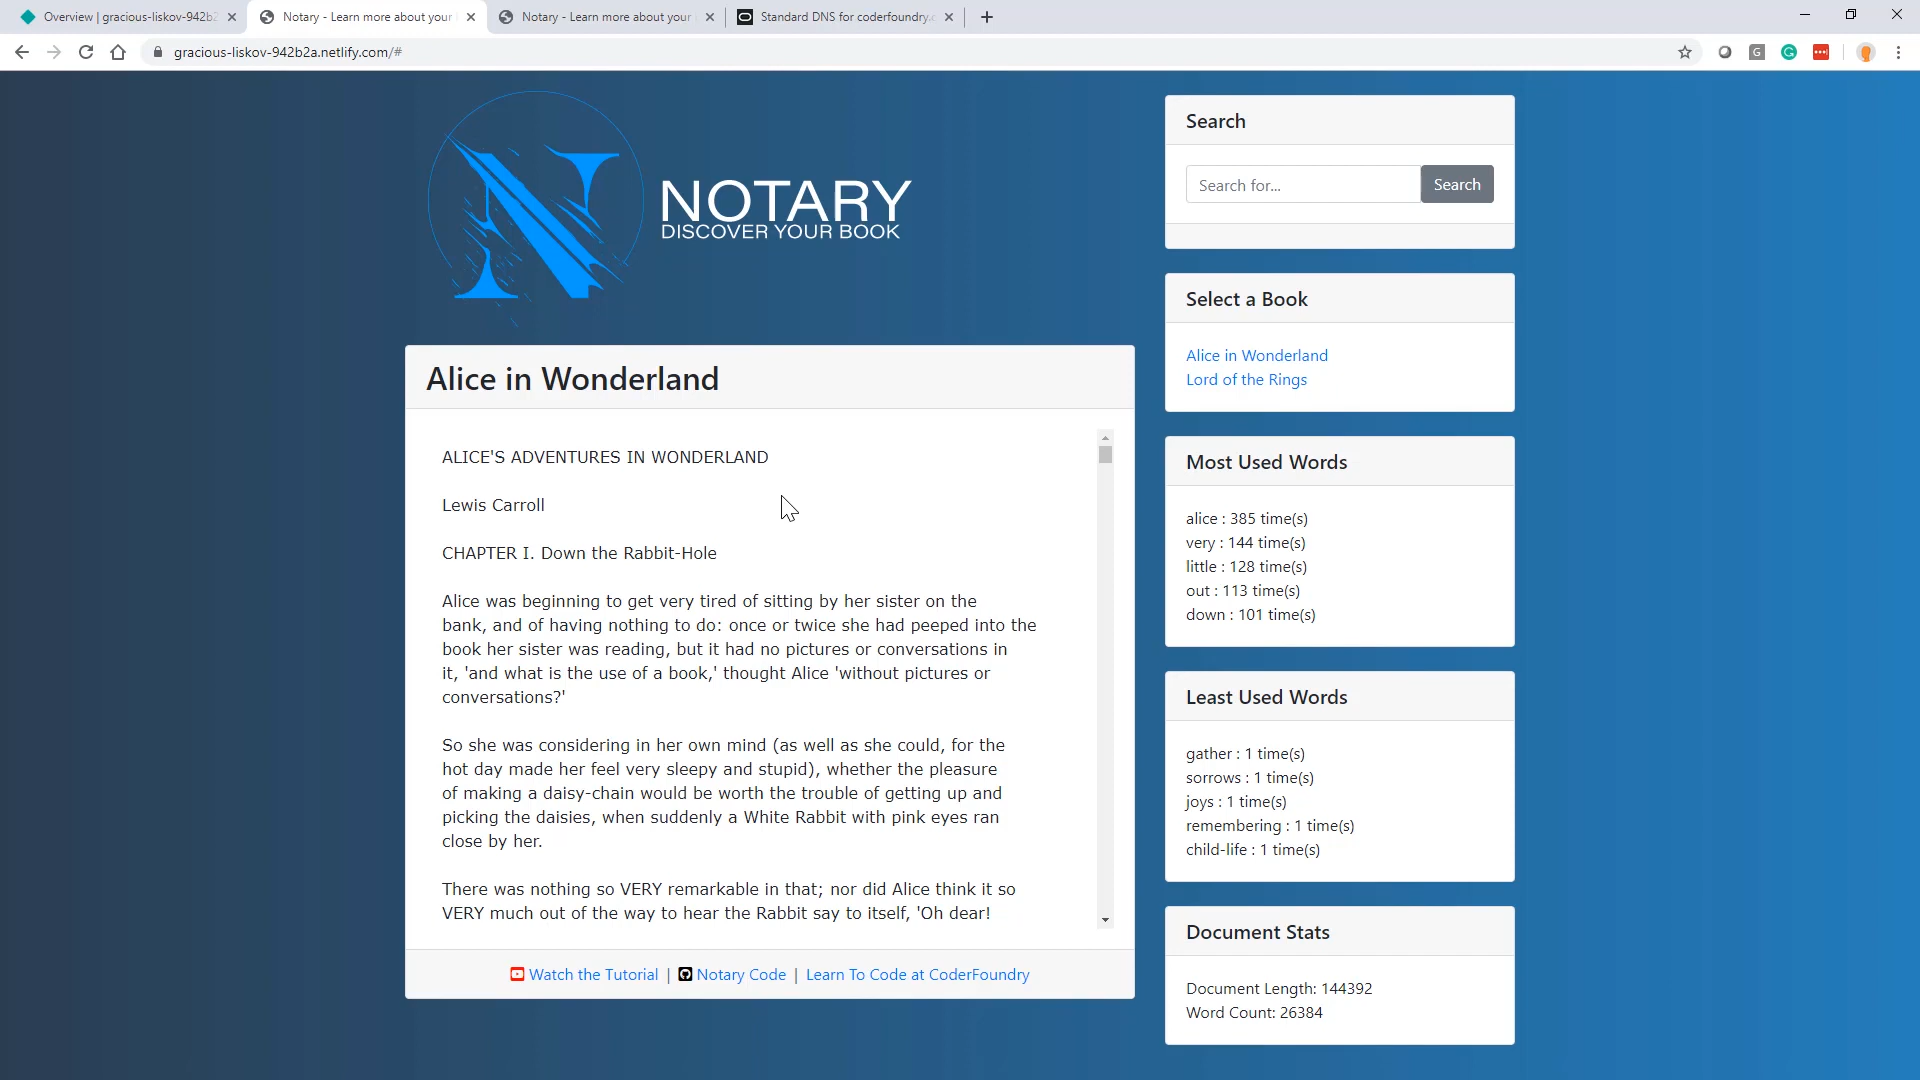 Overview | gracious-liskov-942b2
Notary - Learn more about your
Notary - Learn more about your
Standard DNS for coderfoundry.
gracious-liskov-942b2a.netlify.com/#
NOTARY
DISCOVER YOUR BOOK
Alice in Wonderland
ALICE'S ADVENTURES IN WONDERLAND
Lewis Carroll
CHAPTER I. Down the Rabbit-Hole
Alice was beginning to get very tired of sitting by her sister on the
bank, and of having nothing to do: once or twice she had peeped into the
book her sister was reading, but it had no pictures or conversations in
it, 'and what is the use of a book,' thought Alice 'without pictures or
conversations?'
So she was considering in her own mind (as well as she could, for the
hot day made her feel very sleepy and stupid), whether the pleasure
of making a daisy-chain would be worth the trouble of getting up and
picking the daisies, when suddenly a White Rabbit with pink eyes ran
close by her.
There was nothing so VERY remarkable in that; nor did Alice think it so
VERY much out of the way to hear the Rabbit say to itself, 'Oh dear!
Watch the Tutorial | Notary Code | Learn To Code at CoderFoundry
Search
Search for...
Search
Select a Book
Alice in Wonderland
Lord of the Rings
Most Used Words
alice : 385 time(s)
very : 144 time(s)
little : 128 time(s)
out : 113 time(s)
down : 101 time(s)
Least Used Words
gather : 1 time(s)
sorrows : 1 time(s)
joys : 1 time(s)
remembering : 1 time(s)
child-life : 1 time(s)
Document Stats
Document Length: 144392
Word Count: 26384